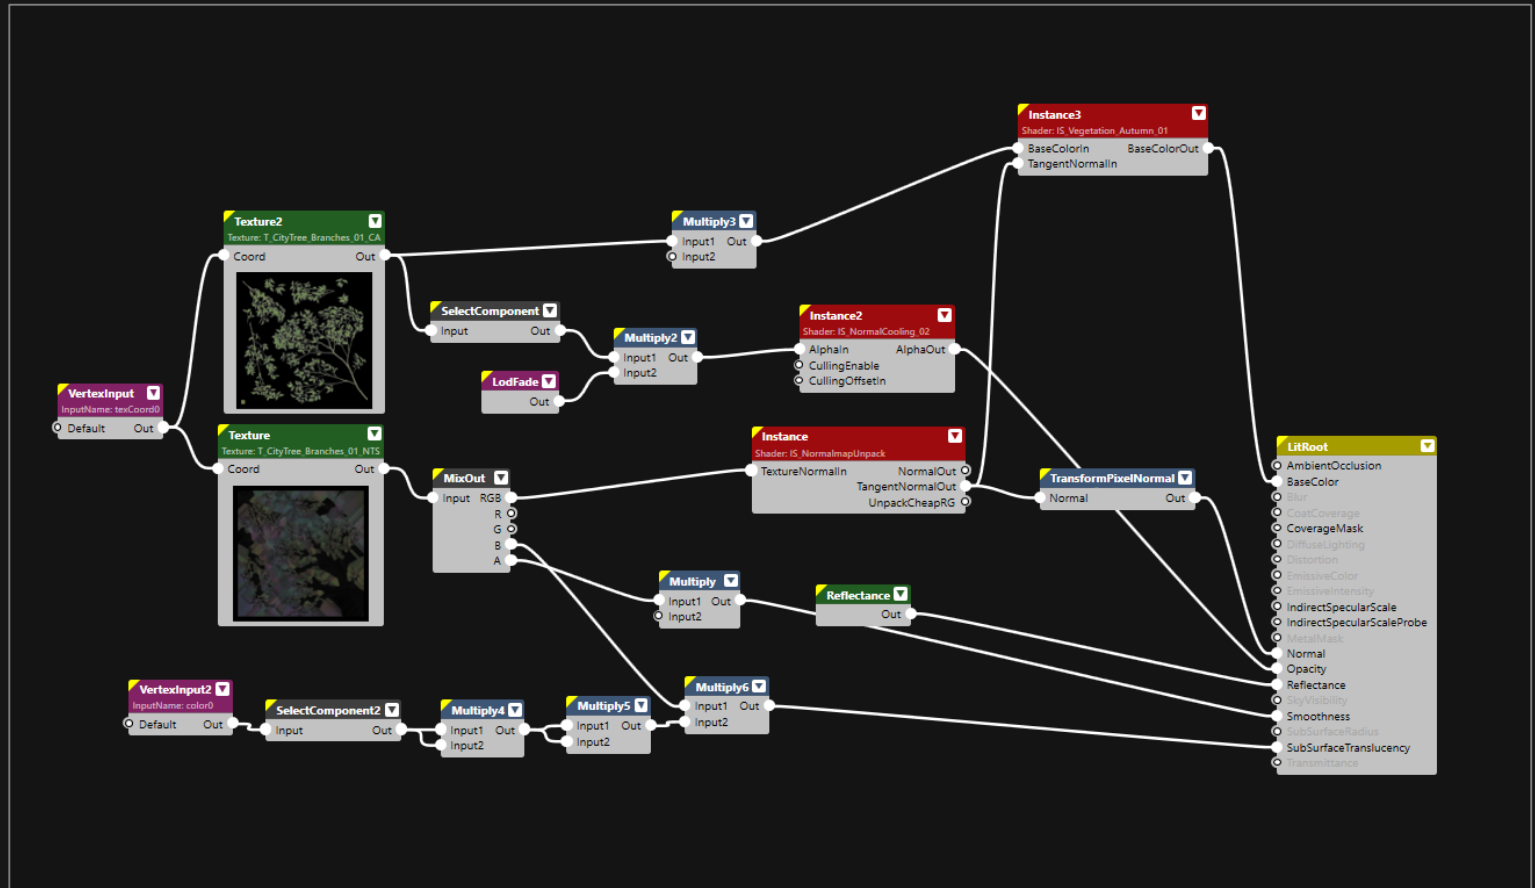 Instance3
Shader: IS_Vegetation_Autumn_01
BaseColorIn BaseColorOut
TangentNormalIn
Texture2
Texture: T_CityTree_Branches_01_CA
Coord Out
Multiply3
Input1 Out
Input2
SelectComponent
Input Out
Multiply2
Input1 Out
Input2
LodFade
Out
Instance2
Shader: IS_NormalCooling_02
AlphaIn AlphaOut
CullingEnable
CullingOffsetIn
VertexInput
InputName: texCoord0
Default Out
Texture
Texture: T_CityTree_Branches_01_NTS
Coord Out
MixOut
Input RGB
R
G
B
A
Instance
Shader: IS_NormalmapUnpack
TextureNormalIn NormalOut
TangentNormalOut
UnpackCheapRG
TransformPixelNormal
Normal Out
Multiply
Input1 Out
Input2
Reflectance
Out
VertexInput2
InputName: color0
Default Out
SelectComponent2
Input Out
Multiply4
Input1 Out
Input2
Multiply5
Input1 Out
Input2
Multiply6
Input1 Out
Input2
LitRoot
AmbientOcclusion
BaseColor
Blur
CoatCoverage
CoverageMask
DiffuseLighting
Distortion
EmissiveColor
EmissiveIntensity
IndirectSpecularScale
IndirectSpecularScaleProbe
MetalMask
Normal
Opacity
Reflectance
SkyVisibility
Smoothness
SubSurfaceRadius
SubSurfaceTranslucency
Transmittance